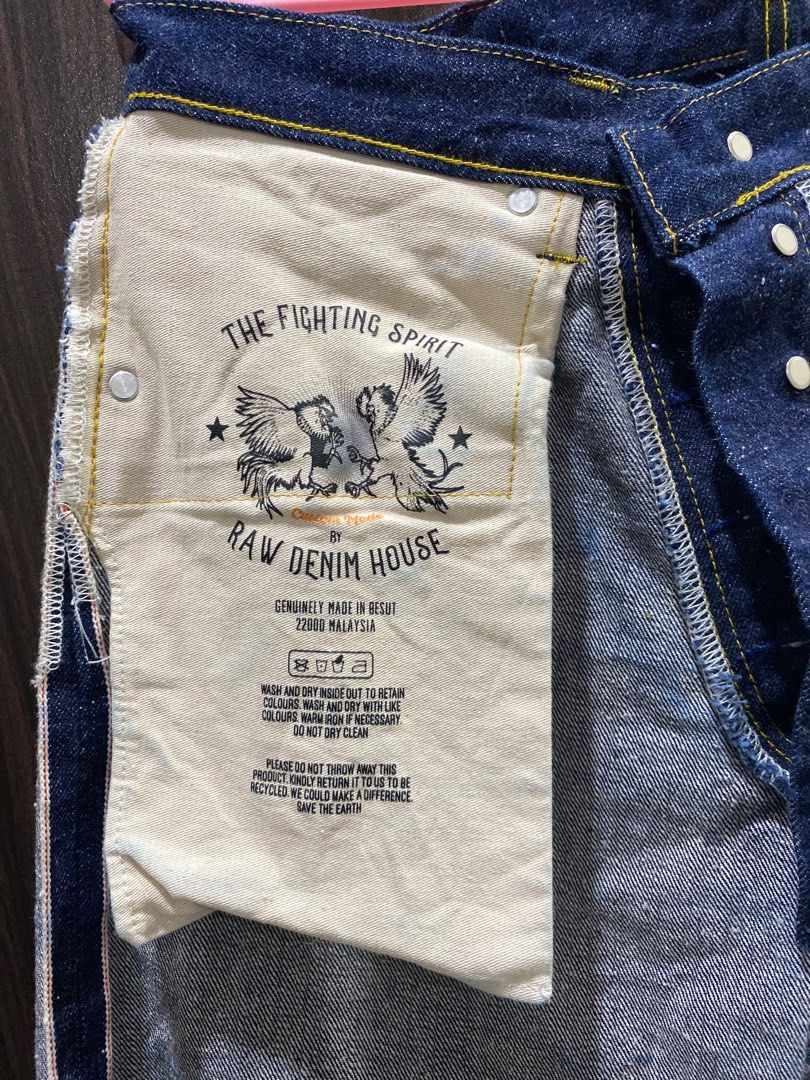 THE FIGHTING SPIRIT
Custom Made
BY
RAW DENIM HOUSE
GENUINELY MADE IN BESUT
22000 MALAYSIA
WASH AND DRY INSIDE OUT TO RETAIN
COLOURS. WASH AND DRY WITH LIKE
COLOURS. WARM IRON IF NECESSARY.
DO NOT DRY CLEAN
PLEASE DO NOT THROW AWAY THIS
PRODUCT. KINDLY RETURN IT TO US TO BE
RECYCLED. WE COULD MAKE A DIFFERENCE.
SAVE THE EARTH